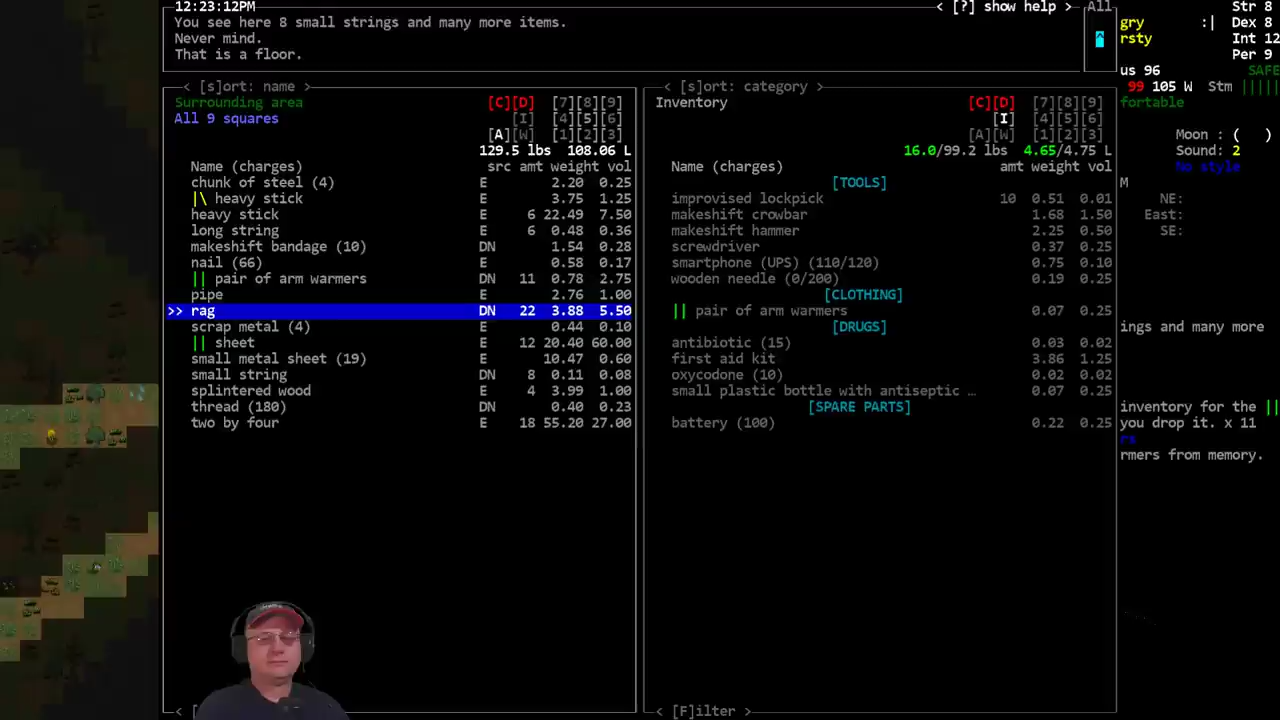 12:23:12PM
< [?] show help >
All
Str 8
You see here 8 small strings and many more items.
gry :| Dex 8
Never mind.
rsty Int 12
That is a floor.
Per 9
us 96 SAFE
99 105 W Stm |||||
< [s]ort: name >
< [s]ort: category >
Surrounding area [C][D] [7][8][9]
Inventory [C][D] [7][8][9]
fortable
All 9 squares [I] [4][5][6]
[I] [4][5][6]
[A][W] [1][2][3]
[A][W] [1][2][3]
Moon : ( )
129.5 lbs 108.06 L
16.0/99.2 lbs 4.65/4.75 L
Sound: 2
Name (charges) src amt weight vol
Name (charges) amt weight vol
No style
chunk of steel (4) E 2.20 0.25
[TOOLS]
M
|\ heavy stick E 3.75 1.25
improvised lockpick 10 0.51 0.01
NE:
heavy stick E 6 22.49 7.50
makeshift crowbar 1.68 1.50
East:
long string E 6 0.48 0.36
makeshift hammer 2.25 0.50
SE:
makeshift bandage (10) DN 1.54 0.28
screwdriver 0.37 0.25
nail (66) E 0.58 0.17
smartphone (UPS) (110/120) 0.75 0.10
|| pair of arm warmers DN 11 0.78 2.75
wooden needle (0/200) 0.19 0.25
pipe E 2.76 1.00
[CLOTHING]
>> rag DN 22 3.88 5.50
|| pair of arm warmers 0.07 0.25
scrap metal (4) E 0.44 0.10
[DRUGS]
ings and many more
|| sheet E 12 20.40 60.00
antibiotic (15) 0.03 0.02
small metal sheet (19) E 10.47 0.60
first aid kit 3.86 1.25
small string DN 8 0.11 0.08
oxycodone (10) 0.02 0.02
splintered wood E 4 3.99 1.00
small plastic bottle with antiseptic … 0.07 0.25
thread (180) DN 0.40 0.23
[SPARE PARTS]
inventory for the ||
two by four E 18 55.20 27.00
battery (100) 0.22 0.25
you drop it. x 11
rs
rmers from memory.
< [
< [F]ilter >